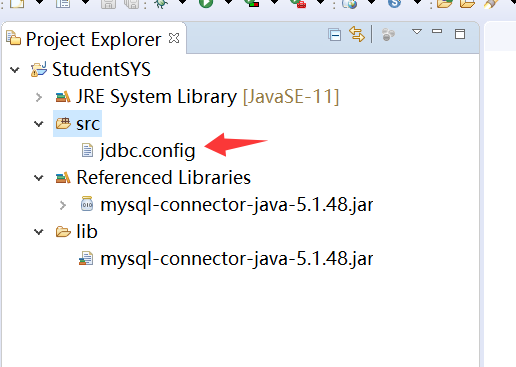 Project Explorer
StudentSYS
JRE System Library [JavaSE-11]
src
jdbc.config
Referenced Libraries
mysql-connector-java-5.1.48.jar
lib
mysql-connector-java-5.1.48.jar